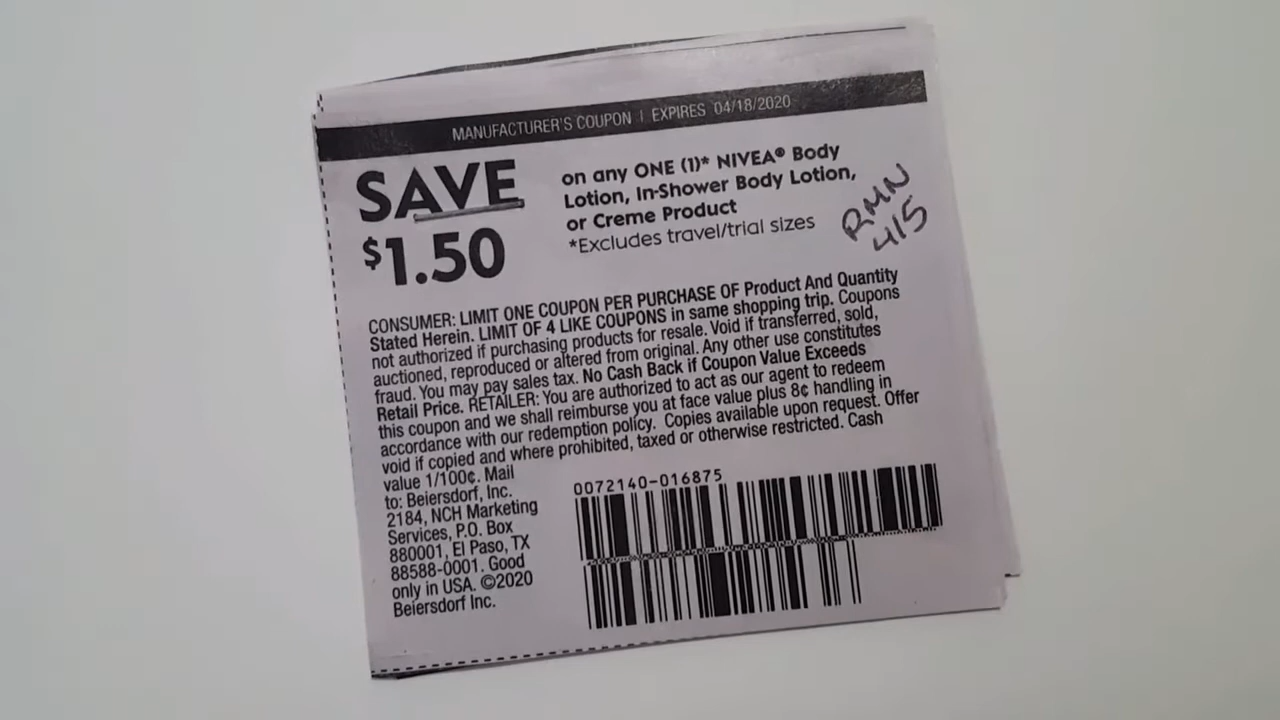 MANUFACTURER'S COUPON | EXPIRES 04/18/2020
SAVE
$1.50
on any ONE (1)* NIVEA® Body
Lotion, In-Shower Body Lotion,
or Creme Product
*Excludes travel/trial sizes
RMN
4/5
CONSUMER: LIMIT ONE COUPON PER PURCHASE OF Product And Quantity
Stated Herein. LIMIT OF 4 LIKE COUPONS in same shopping trip. Coupons
not authorized if purchasing products for resale. Void if transferred, sold,
auctioned, reproduced or altered from original. Any other use constitutes
fraud. You may pay sales tax. No Cash Back if Coupon Value Exceeds
Retail Price. RETAILER: You are authorized to act as our agent to redeem
this coupon and we shall reimburse you at face value plus 8¢ handling in
accordance with our redemption policy. Copies available upon request. Offer
void if copied and where prohibited, taxed or otherwise restricted. Cash
value 1/100¢. Mail
to: Beiersdorf, Inc.
2184, NCH Marketing
Services, P.O. Box
880001, El Paso, TX
88588-0001. Good
only in USA. ©2020
Beiersdorf Inc.
0072140-016875